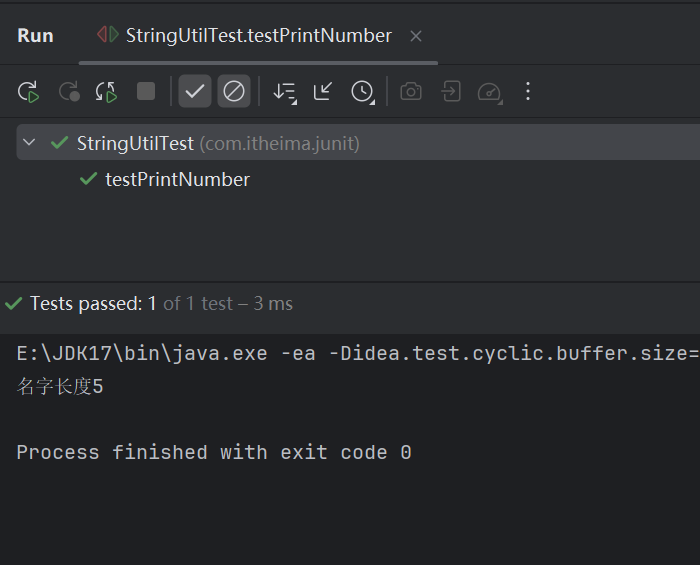 Run StringUtilTest.testPrintNumber
StringUtilTest (com.itheima.junit)
testPrintNumber
Tests passed: 1 of 1 test – 3 ms
E:\JDK17\bin\java.exe -ea -Didea.test.cyclic.buffer.size=
名字长度5
Process finished with exit code 0